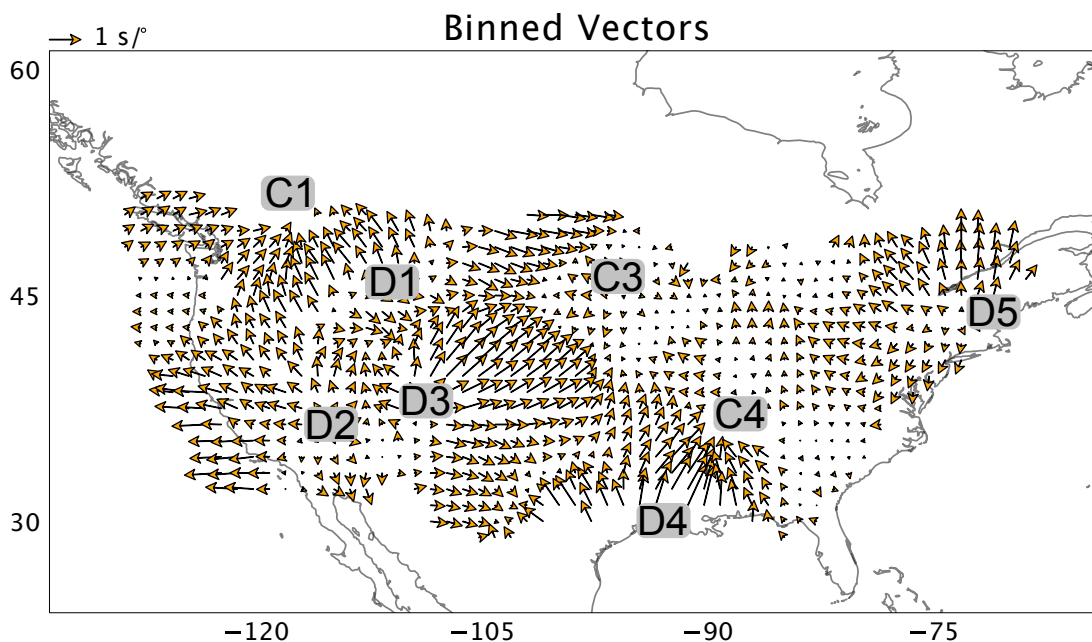 Binned Vectors
1 s/°
60
45
30
C1
D1
C3
D5
D3
D2
C4
D4
−120
−105
−90
−75